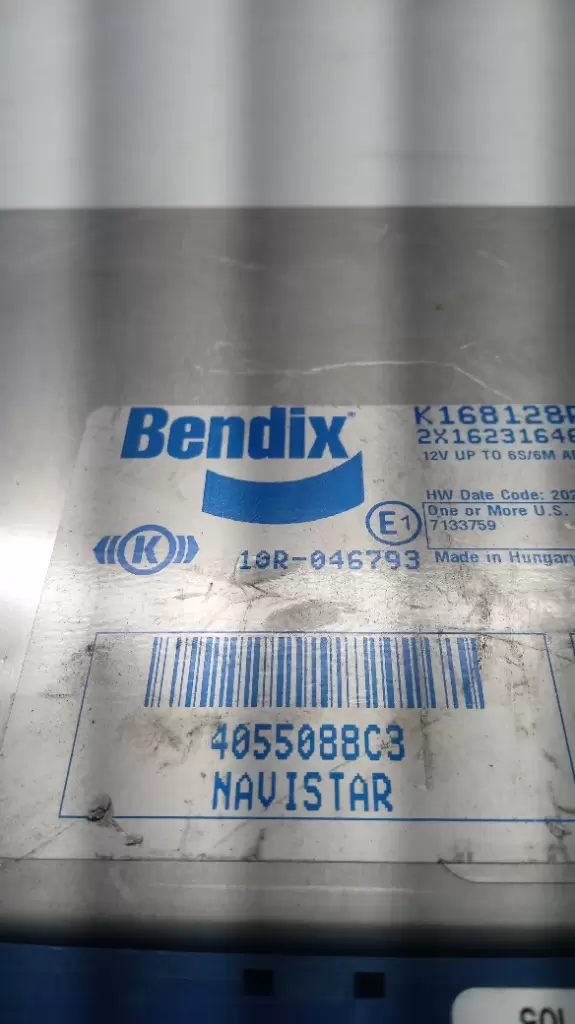 Bendix
K168128
2X1623164
12V UP TO 6S/6M
HW Date Code: 202
One or More U.S.
7133759
E1
K
10R-046793
Made in Hungary
4055088C3
NAVISTAR